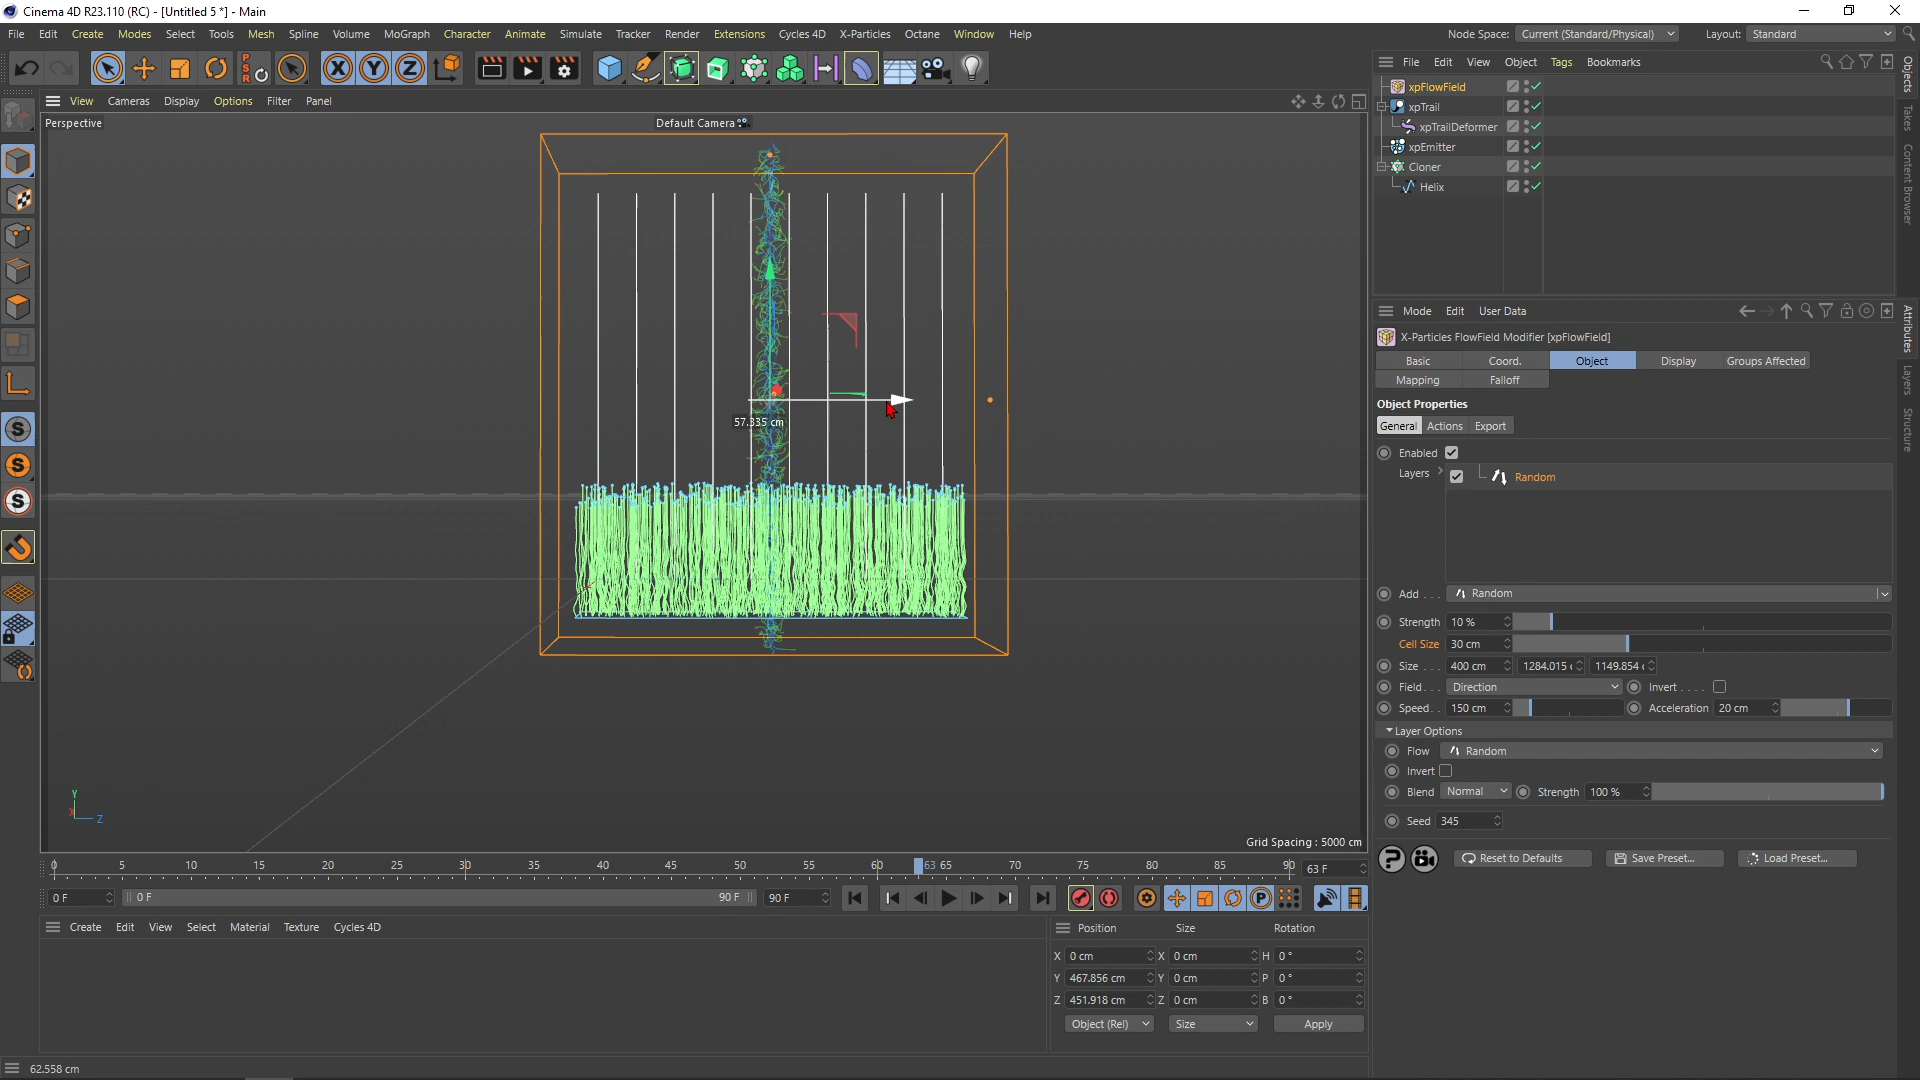 Cinema 4D R23.110 (RC) - [Untitled 5 *] - Main
File Edit Create Modes Select Tools Mesh Spline Volume MoGraph Character Animate Simulate Tracker Render Extensions Cycles 4D X-Particles Octane Window Help
Node Space: Current (Standard/Physical) Layout: Standard
PSR X Y Z
File Edit View Object Tags Bookmarks
View Cameras Display Options Filter Panel
Perspective
Default Camera
xpFlowField
xpTrail
xpTrailDeformer
xpEmitter
Cloner
Helix
Objects
Takes
Content Browser
Mode Edit User Data
X-Particles FlowField Modifier [xpFlowField]
Basic Coord. Object Display Groups Affected
Mapping Falloff
Attributes
Layers
Structure
Object Properties
General Actions Export
Enabled
Layers Random
57.335 cm
Add . . . Random
Strength 10 %
Cell Size 30 cm
Size . . . 400 cm 1284.015 1149.854
Field. . . Direction Invert . . . .
Speed. . 150 cm Acceleration 20 cm
Layer Options
Flow Random
Invert
Blend Normal Strength 100 %
Seed 345
Reset to Defaults Save Preset... Load Preset...
Y
X
Z
Grid Spacing : 5000 cm
0 5 10 15 20 25 30 35 40 45 50 55 60 63 65 70 75 80 85 90 63 F
0 F 0 F 90 F 90 F
Create Edit View Select Material Texture Cycles 4D
Position Size Rotation
X 0 cm X 0 cm H 0 °
Y 467.856 cm Y 0 cm P 0 °
Z 451.918 cm Z 0 cm B 0 °
Object (Rel) Size Apply
62.558 cm